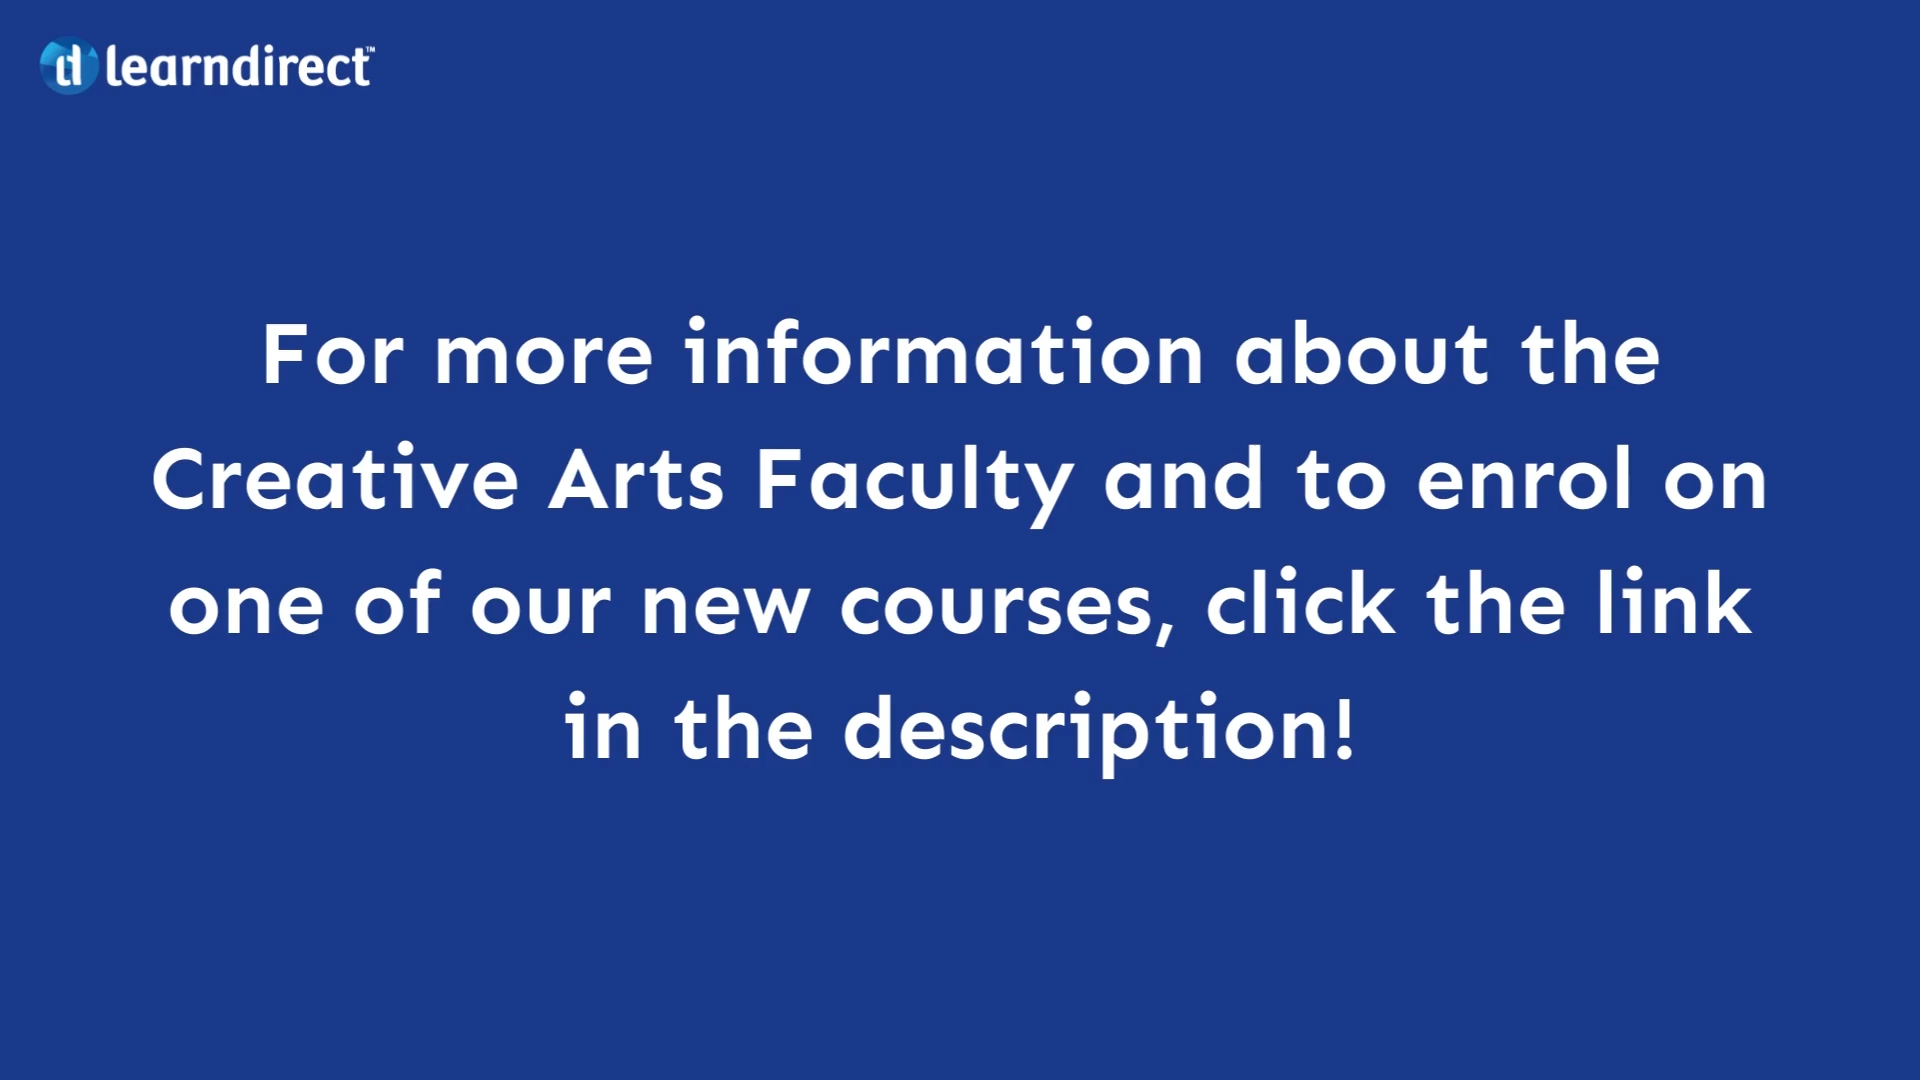 learndirect™
For more information about the
Creative Arts Faculty and to enrol on
one of our new courses, click the link
in the description!